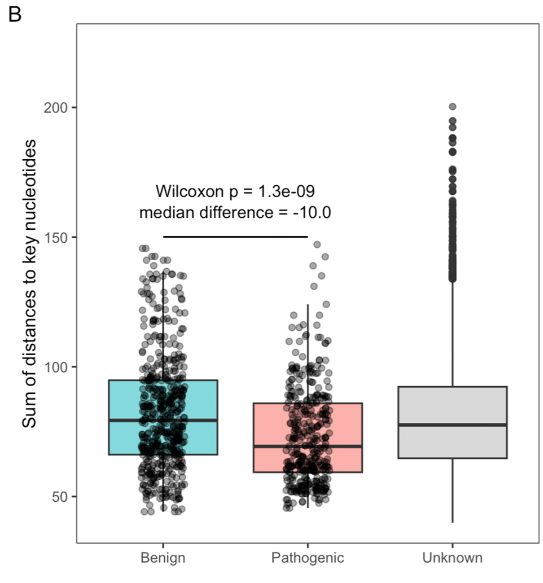 B
Sum of distances to key nucleotides
200
150
100
50
Wilcoxon p = 1.3e-09
median difference = -10.0
Benign
Pathogenic
Unknown